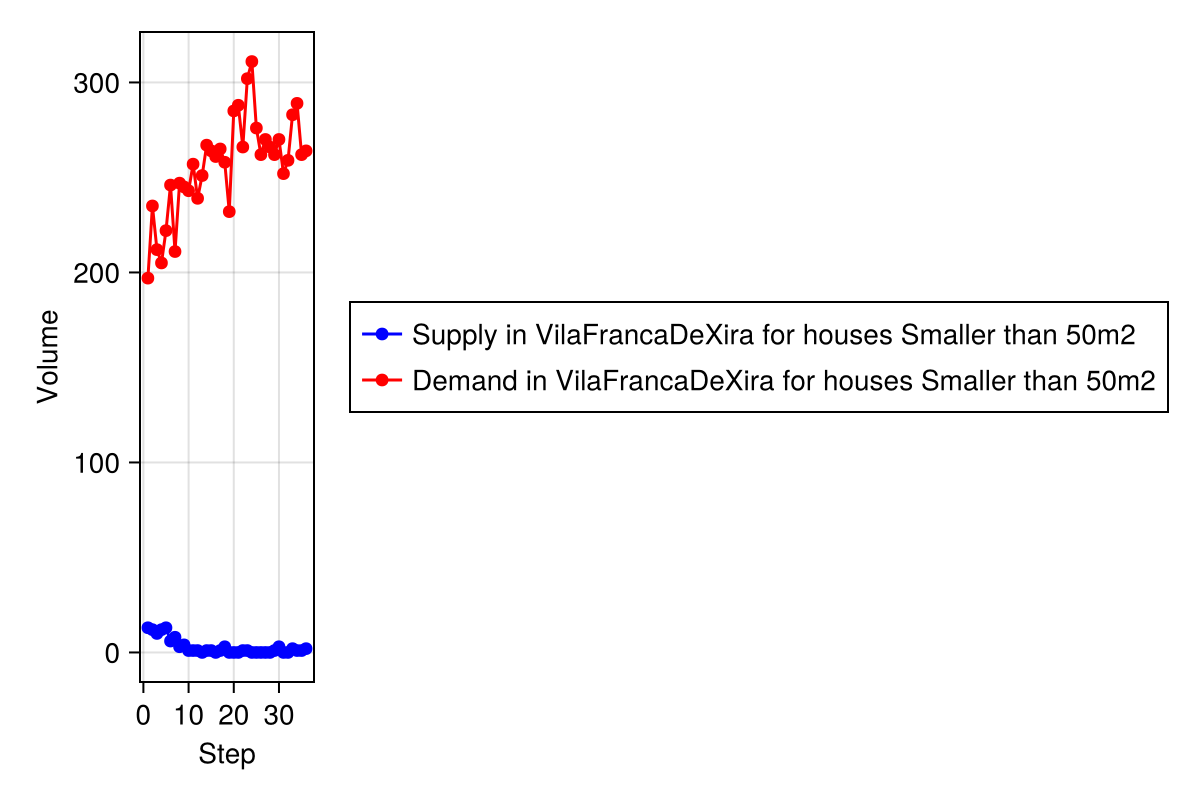 300
200
100
0
Volume
0 10 20 30
Step
Supply in VilaFrancaDeXira for houses Smaller than 50m2
Demand in VilaFrancaDeXira for houses Smaller than 50m2